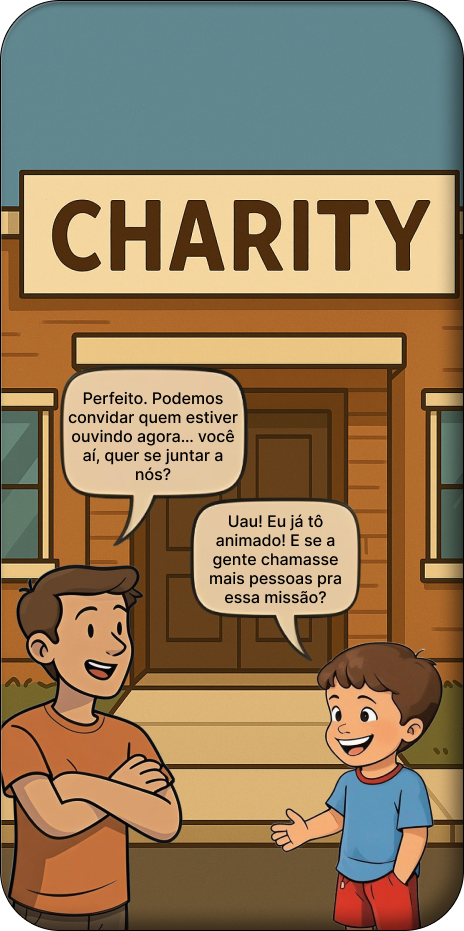 CHARITY
Perfeito. Podemos
convidar quem estiver
ouvindo agora... você
aí, quer se juntar a
nós?
Uau! Eu já tô
animado! E se a
gente chamasse
mais pessoas pra
essa missão?